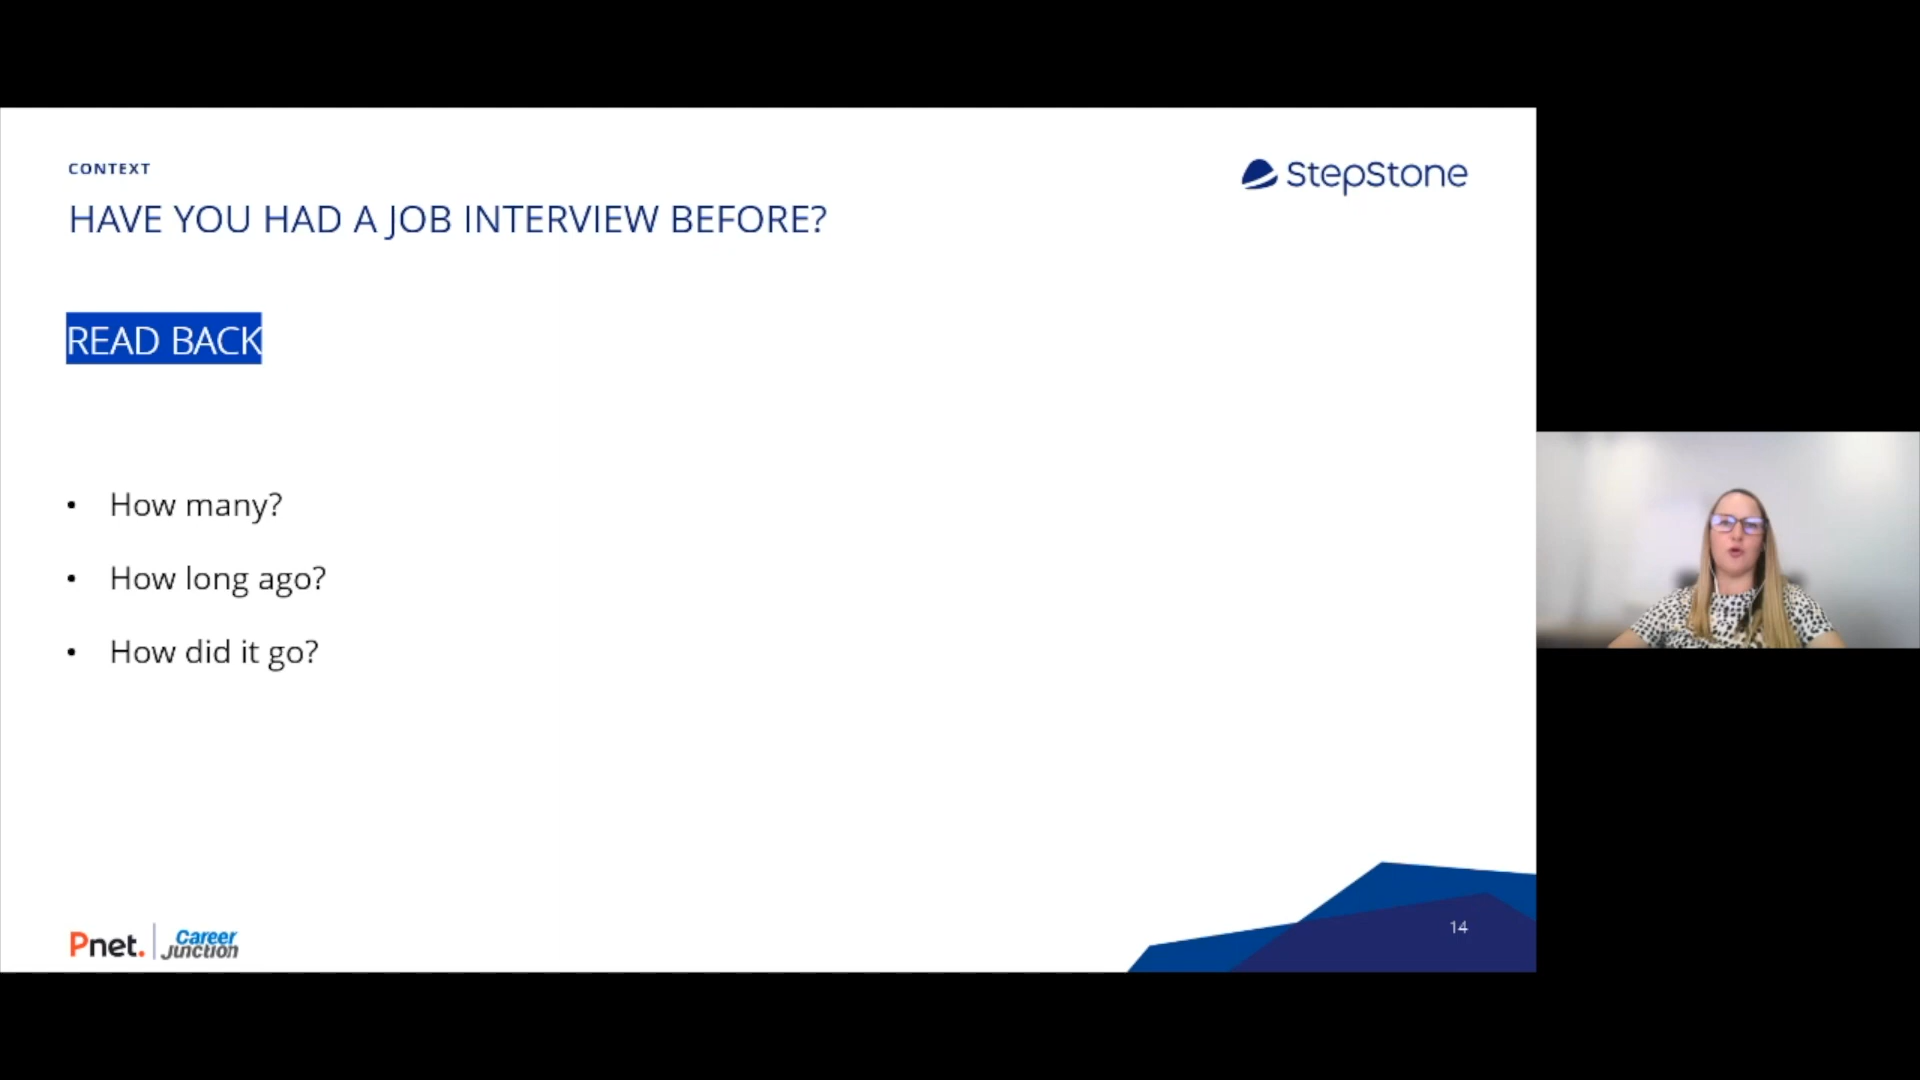 CONTEXT
StepStone
HAVE YOU HAD A JOB INTERVIEW BEFORE?
READ BACK
• How many?
• How long ago?
• How did it go?
Pnet.
Career
Junction
14